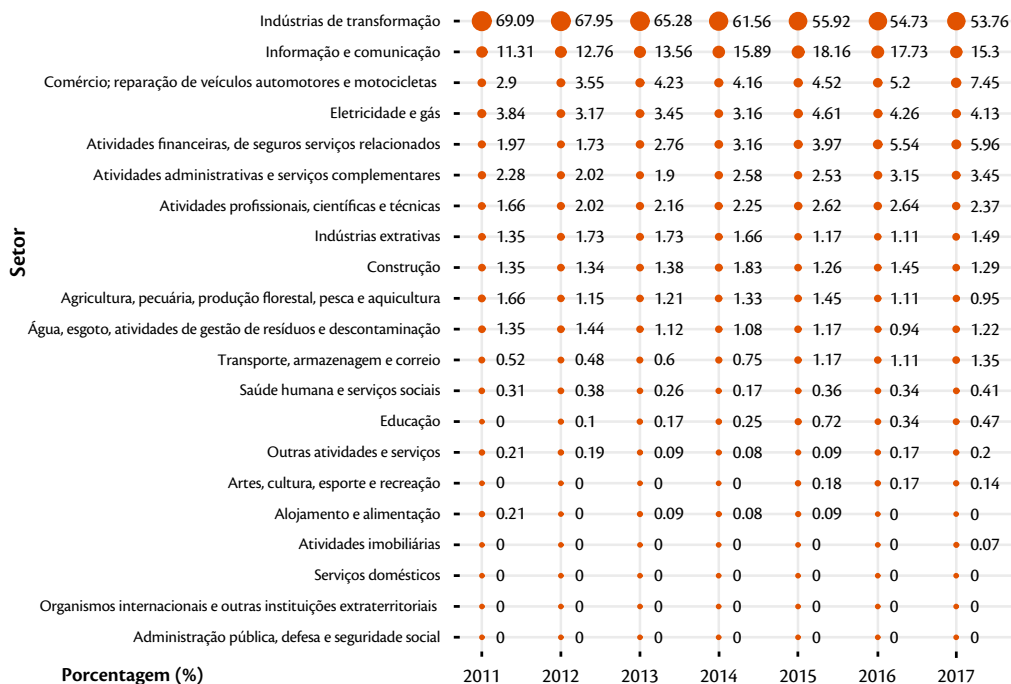 Indústrias de transformação 69.09 67.95 65.28 61.56 55.92 54.73 53.76
Informação e comunicação 11.31 12.76 13.56 15.89 18.16 17.73 15.3
Comércio; reparação de veículos automotores e motocicletas 2.9 3.55 4.23 4.16 4.52 5.2 7.45
Eletricidade e gás 3.84 3.17 3.45 3.16 4.61 4.26 4.13
Atividades financeiras, de seguros serviços relacionados 1.97 1.73 2.76 3.16 3.97 5.54 5.96
Atividades administrativas e serviços complementares 2.28 2.02 1.9 2.58 2.53 3.15 3.45
Atividades profissionais, científicas e técnicas 1.66 2.02 2.16 2.25 2.62 2.64 2.37
Indústrias extrativas 1.35 1.73 1.73 1.66 1.17 1.11 1.49
Setor
Construção 1.35 1.34 1.38 1.83 1.26 1.45 1.29
Agricultura, pecuária, produção florestal, pesca e aquicultura 1.66 1.15 1.21 1.33 1.45 1.11 0.95
Água, esgoto, atividades de gestão de resíduos e descontaminação 1.35 1.44 1.12 1.08 1.17 0.94 1.22
Transporte, armazenagem e correio 0.52 0.48 0.6 0.75 1.17 1.11 1.35
Saúde humana e serviços sociais 0.31 0.38 0.26 0.17 0.36 0.34 0.41
Educação 0 0.1 0.17 0.25 0.72 0.34 0.47
Outras atividades e serviços 0.21 0.19 0.09 0.08 0.09 0.17 0.2
Artes, cultura, esporte e recreação 0 0 0 0 0.18 0.17 0.14
Alojamento e alimentação 0.21 0 0.09 0.08 0.09 0 0
Atividades imobiliárias 0 0 0 0 0 0 0.07
Serviços domésticos 0 0 0 0 0 0 0
Organismos internacionais e outras instituições extraterritoriais 0 0 0 0 0 0 0
Administração pública, defesa e seguridade social 0 0 0 0 0 0 0
Porcentagem (%) 2011 2012 2013 2014 2015 2016 2017